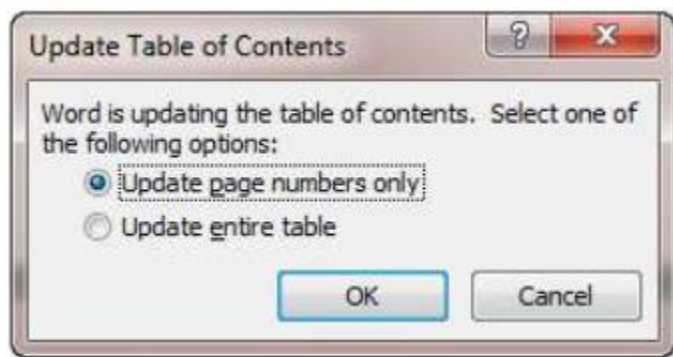 Update Table of Contents
Word is updating the table of contents. Select one of
the following options:
Update page numbers only
Update entire table
OK
Cancel